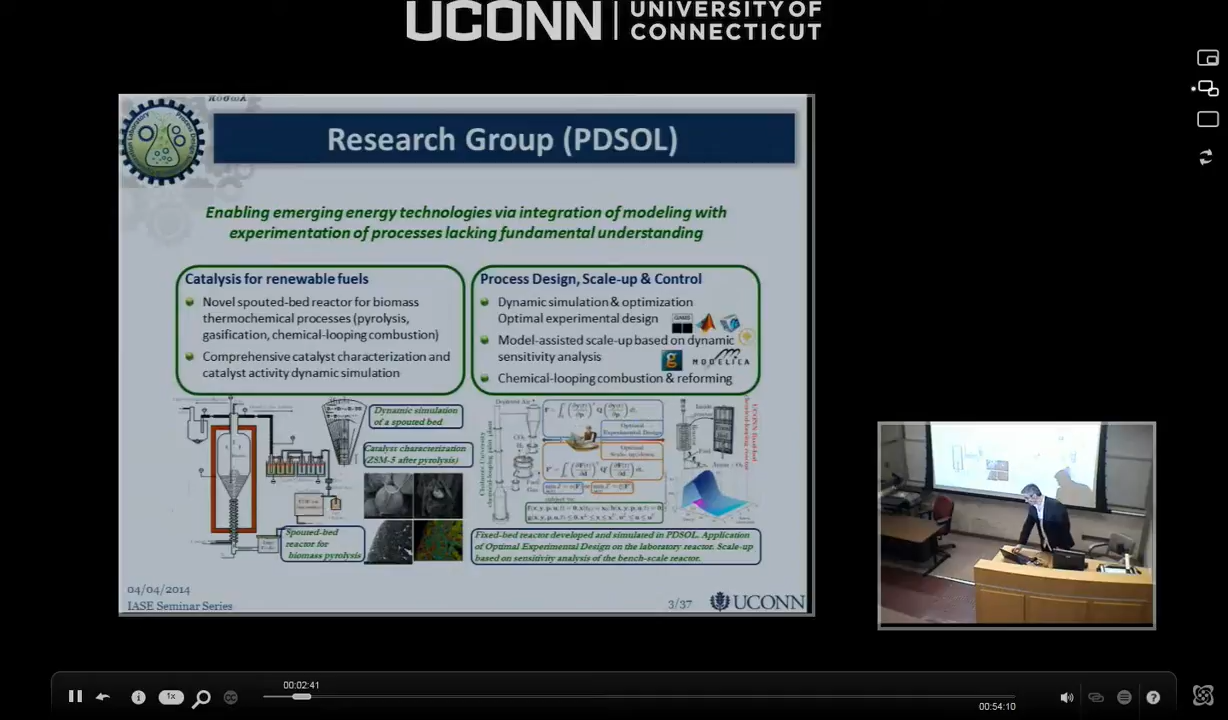 UCONN | UNIVERSITY OF
CONNECTICUT
Research Group (PDSOL)
Enabling emerging energy technologies via integration of modeling with
experimentation of processes lacking fundamental understanding
Catalysis for renewable fuels
Novel spouted-bed reactor for biomass
thermochemical processes (pyrolysis,
gasification, chemical-looping combustion)
Comprehensive catalyst characterization and
catalyst activity dynamic simulation
Process Design, Scale-up & Control
Dynamic simulation & optimization
Optimal experimental design
GAMS
Model-assisted scale-up based on dynamic
sensitivity analysis
MODELICA
Chemical-looping combustion & reforming
Dynamic simulation
of a spouted bed
Catalyst characterization
(ZSM-5 after pyrolysis)
Spouted-bed
reactor for
biomass pyrolysis
Optimal
Experimental Design
Fixed-bed reactor developed and simulated in PDSOL. Application
of Optimal Experimental Design on the laboratory reactor. Scale-up
based on sensitivity analysis of the bench-scale reactor.
04/04/2014
IASE Seminar Series
3/37
UCONN
00:02:41
1x
CC
00:54:10